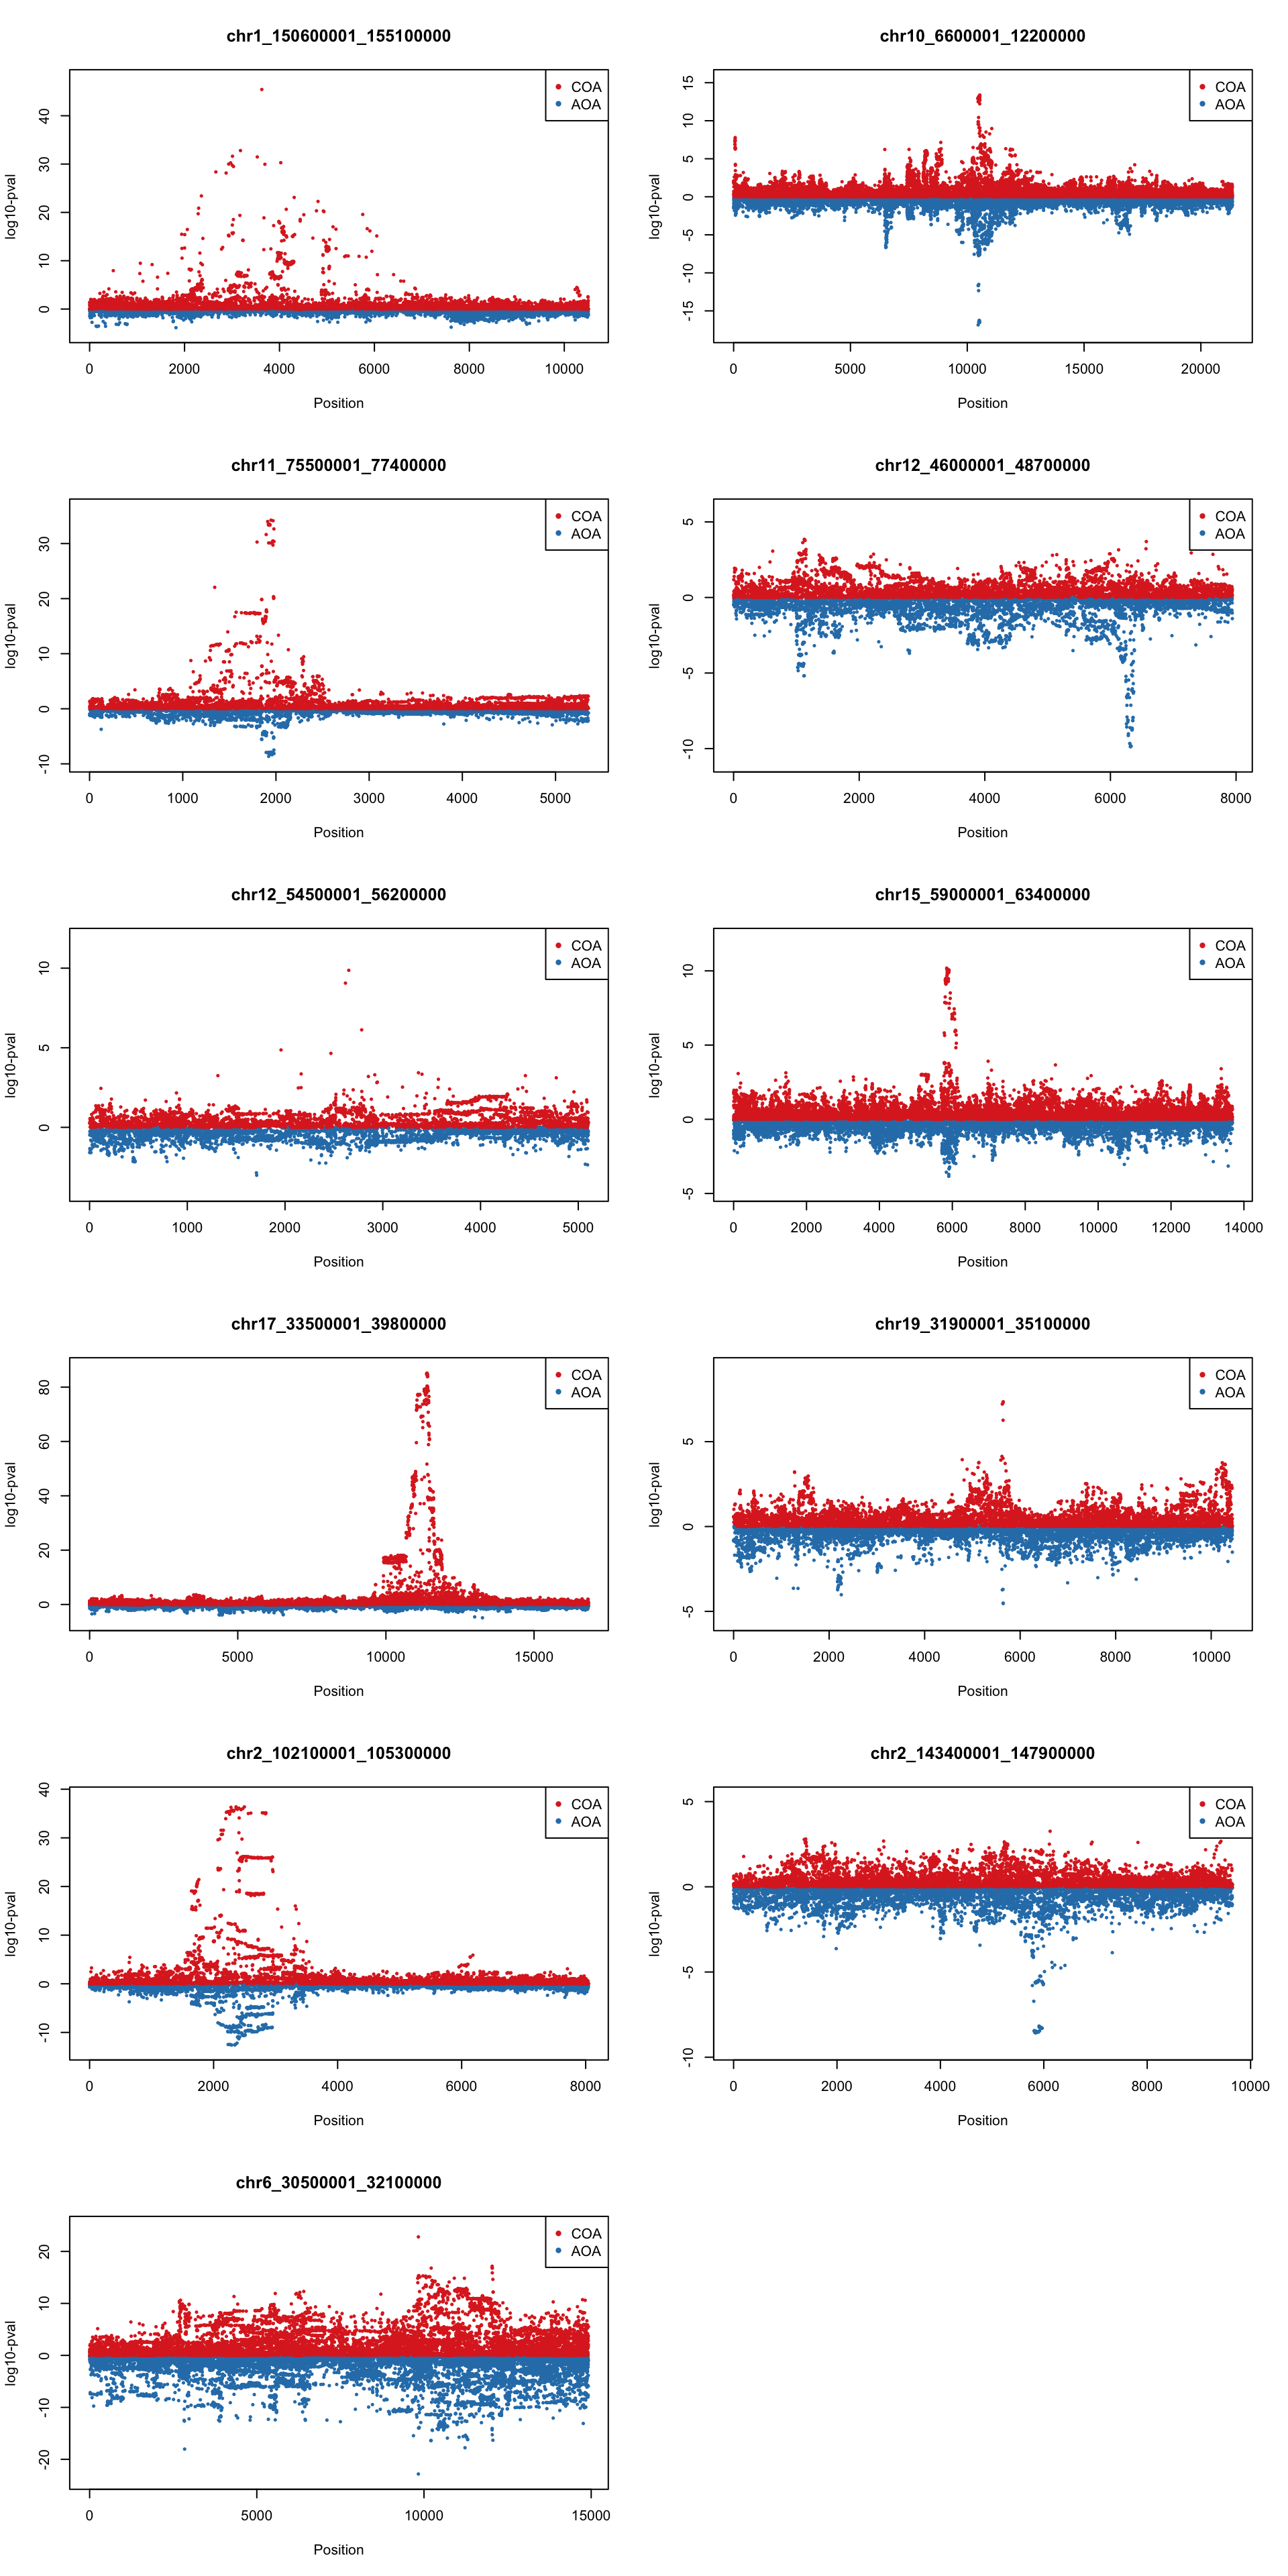 chr1_150600001_155100000
COA
AOA
log10-pval
40
30
20
10
0
0 2000 4000 6000 8000 10000
Position
chr10_6600001_12200000
COA
AOA
log10-pval
15
10
5
0
-5
-10
-15
0 5000 10000 15000 20000
Position
chr11_75500001_77400000
COA
AOA
log10-pval
30
20
10
0
-10
0 1000 2000 3000 4000 5000
Position
chr12_46000001_48700000
COA
AOA
log10-pval
5
0
-5
-10
0 2000 4000 6000 8000
Position
chr12_54500001_56200000
COA
AOA
log10-pval
10
5
0
0 1000 2000 3000 4000 5000
Position
chr15_59000001_63400000
COA
AOA
log10-pval
10
5
0
-5
0 2000 4000 6000 8000 10000 12000 14000
Position
chr17_33500001_39800000
COA
AOA
log10-pval
80
60
40
20
0
0 5000 10000 15000
Position
chr19_31900001_35100000
COA
AOA
log10-pval
5
0
-5
0 2000 4000 6000 8000 10000
Position
chr2_102100001_105300000
COA
AOA
log10-pval
40
30
20
10
0
-10
0 2000 4000 6000 8000
Position
chr2_143400001_147900000
COA
AOA
log10-pval
5
0
-5
-10
0 2000 4000 6000 8000 10000
Position
chr6_30500001_32100000
COA
AOA
log10-pval
20
10
0
-10
-20
0 5000 10000 15000
Position